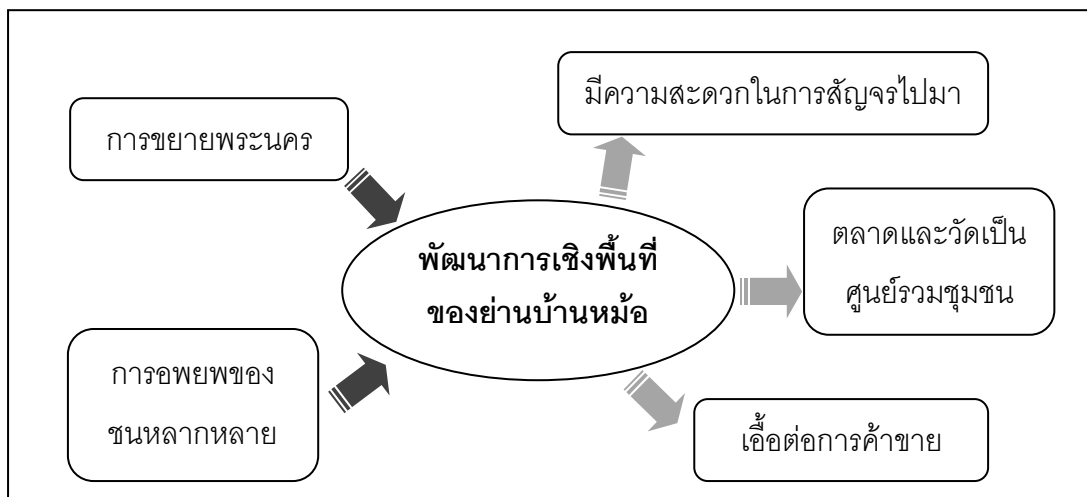 มีความสะดวกในการสัญจรไปมา
การขยายพระนคร
ตลาดและวัดเป็น
ศูนย์รวมชุมชน
พัฒนาการเชิงพื้นที่
ของย่านบ้านหม้อ
การอพยพของ
ชนหลากหลาย
เอื้อต่อการค้าขาย